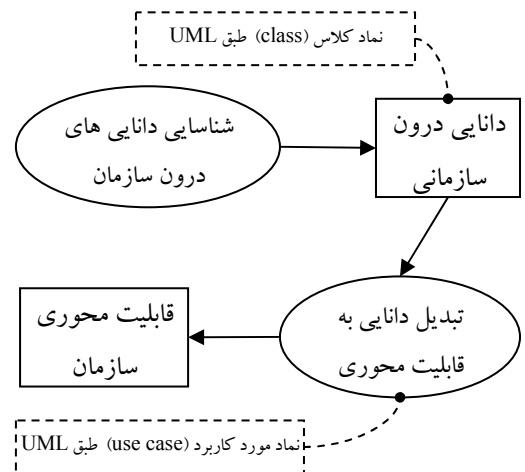 نماد کلاس (class) طبق UML
شناسایی دانایی های
درون سازمان
دانایی درون
سازمانی
تبدیل دانایی به
قابلیت محوری
قابلیت محوری
سازمان
نماد مورد کاربرد (use case) طبق UML